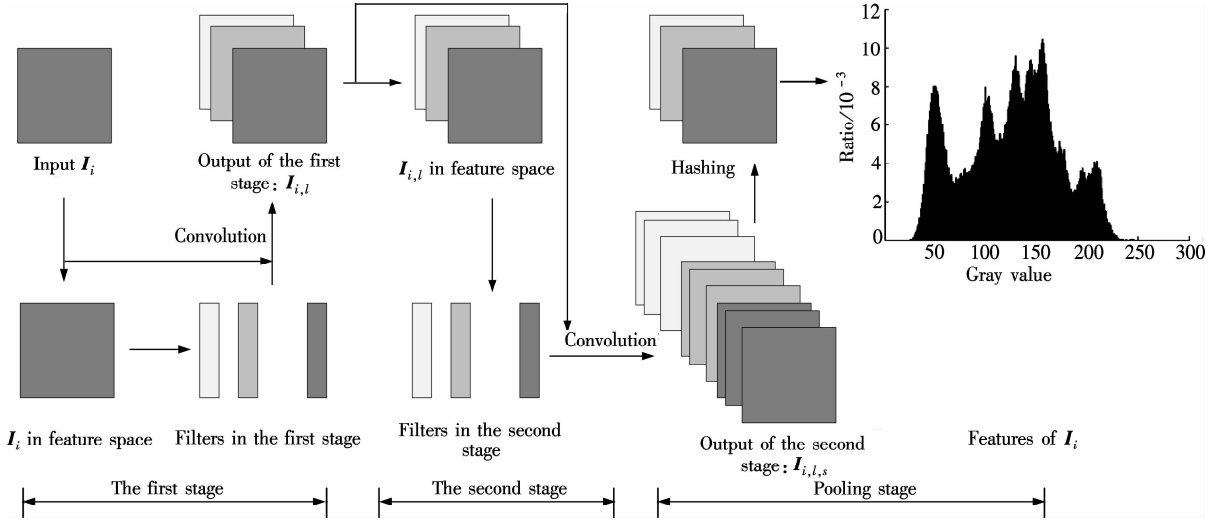 Input I_i
Output of the first
stage: I_{i,l}
I_{i,l} in feature space
Hashing
Convolution
Convolution
I_i in feature space
Filters in the first stage
Filters in the second
stage
Output of the second
stage: I_{i,l,s}
Features of I_i
The first stage
The second stage
Pooling stage
Ratio/10^{-3}
12
10
8
6
4
2
0
50 100 150 200 250 300
Gray value